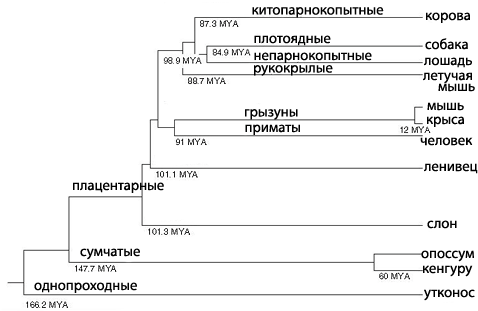 китопарнокопытные
корова
87.3 MYA
плотоядные
собака
84.9 MYA
непарнокопытные
98.9 MYA
лошадь
рукокрылые
летучая
88.7 MYA
мышь
мышь
грызуны
крыса
приматы
12 MYA
91 MYA
человек
101.1 MYA
ленивец
плацентарные
слон
101.3 MYA
сумчатые
опоссум
147.7 MYA
кенгуру
60 MYA
однопроходные
утконос
166.2 MYA